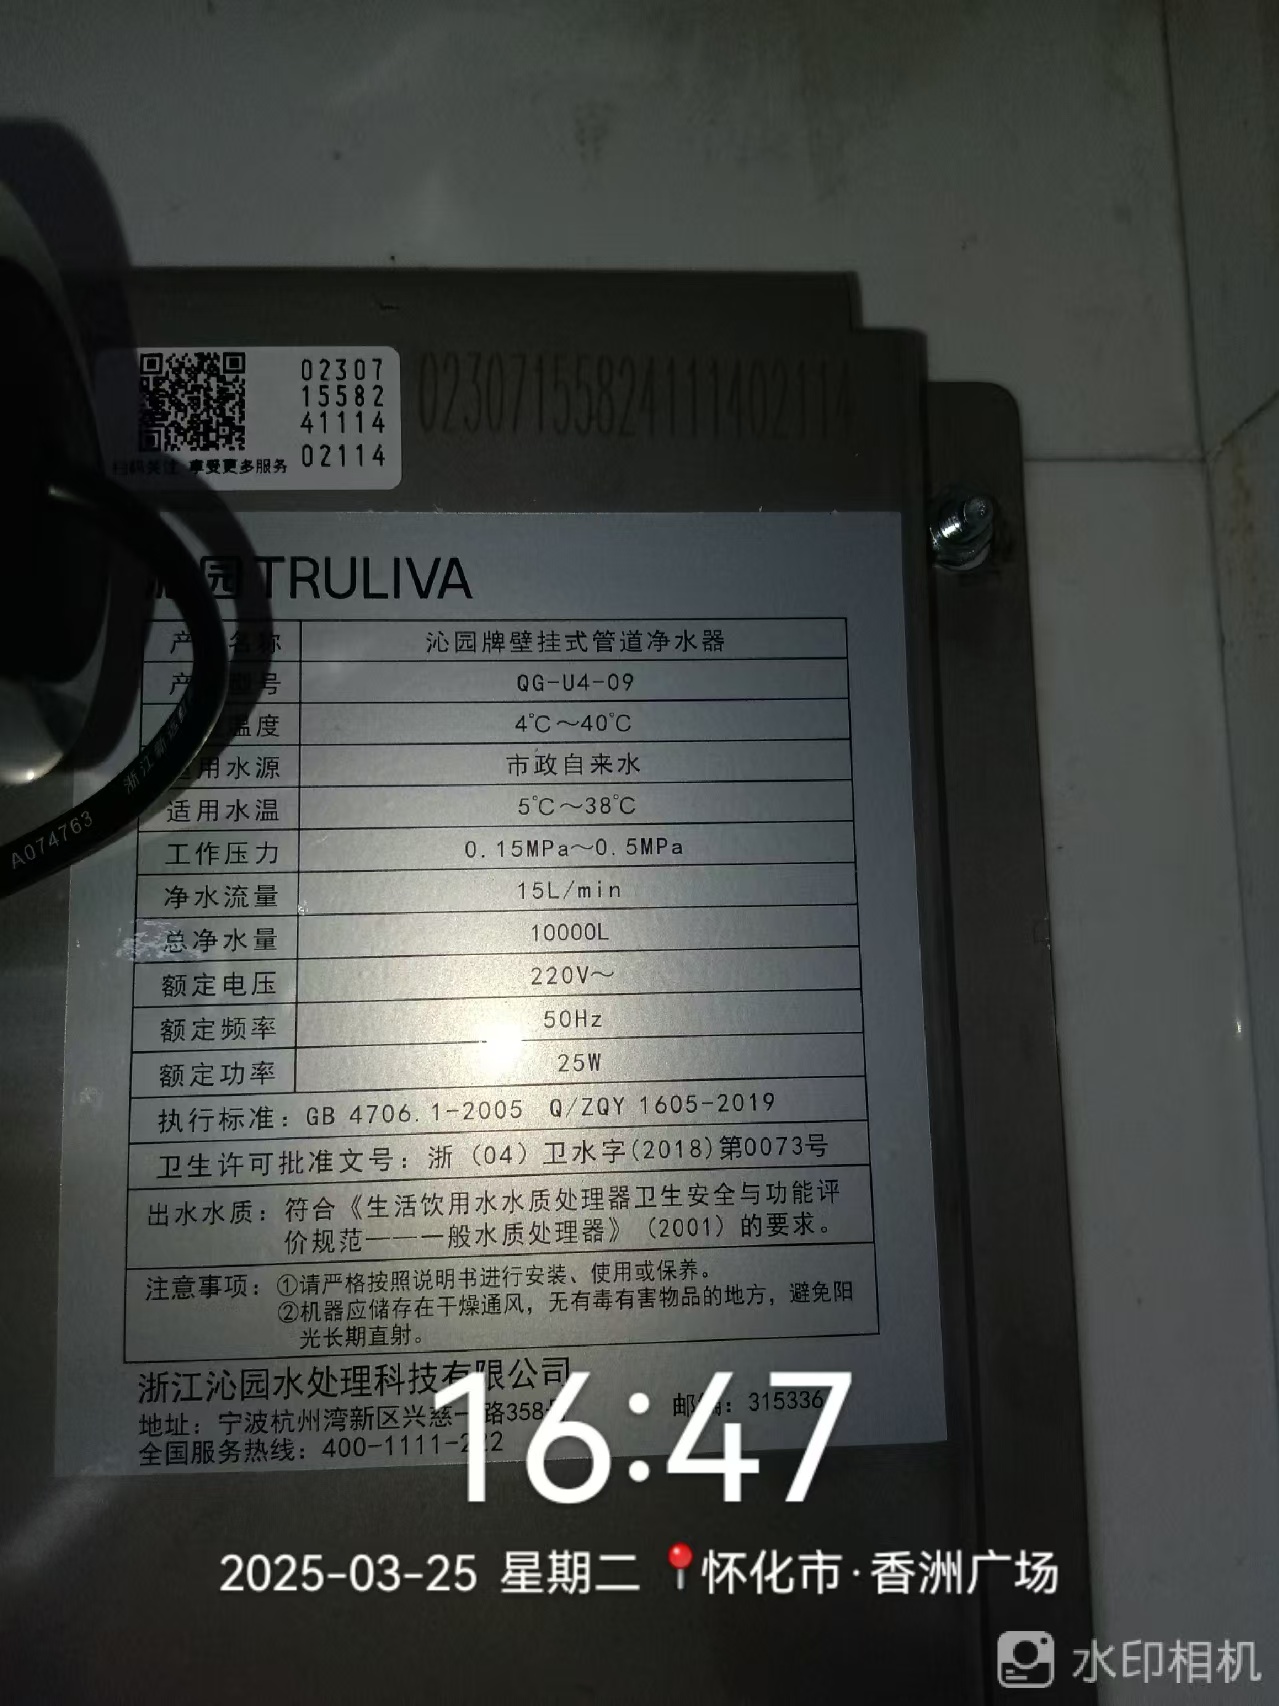 02307
15582
41114
02114
享受更多服务
02307155824111402114
园TRULIVA
产 名称 沁园牌壁挂式管道净水器
产 型号 QG-U4-09
温度 4℃～40℃
用水源 市政自来水
适用水温 5℃～38℃
工作压力 0.15MPa～0.5MPa
净水流量 15L/min
总净水量 10000L
额定电压 220V～
额定频率 50Hz
额定功率 25W
执行标准：GB 4706.1-2005 Q/ZQY 1605-2019
卫生许可批准文号：浙（04）卫水字(2018)第0073号
出水水质：符合《生活饮用水水质处理器卫生安全与功能评
价规范———一般水质处理器》（2001）的要求。
注意事项：①请严格按照说明书进行安装、使用或保养。
②机器应储存在干燥通风，无有毒有害物品的地方，避免阳
光长期直射。
浙江沁园水处理科技有限公司
地址：宁波杭州湾新区兴慈一路358号 邮编：315336
全国服务热线：400-1111-222
A074763 浙江
16:47
2025-03-25 星期二 怀化市·香洲广场
水印相机